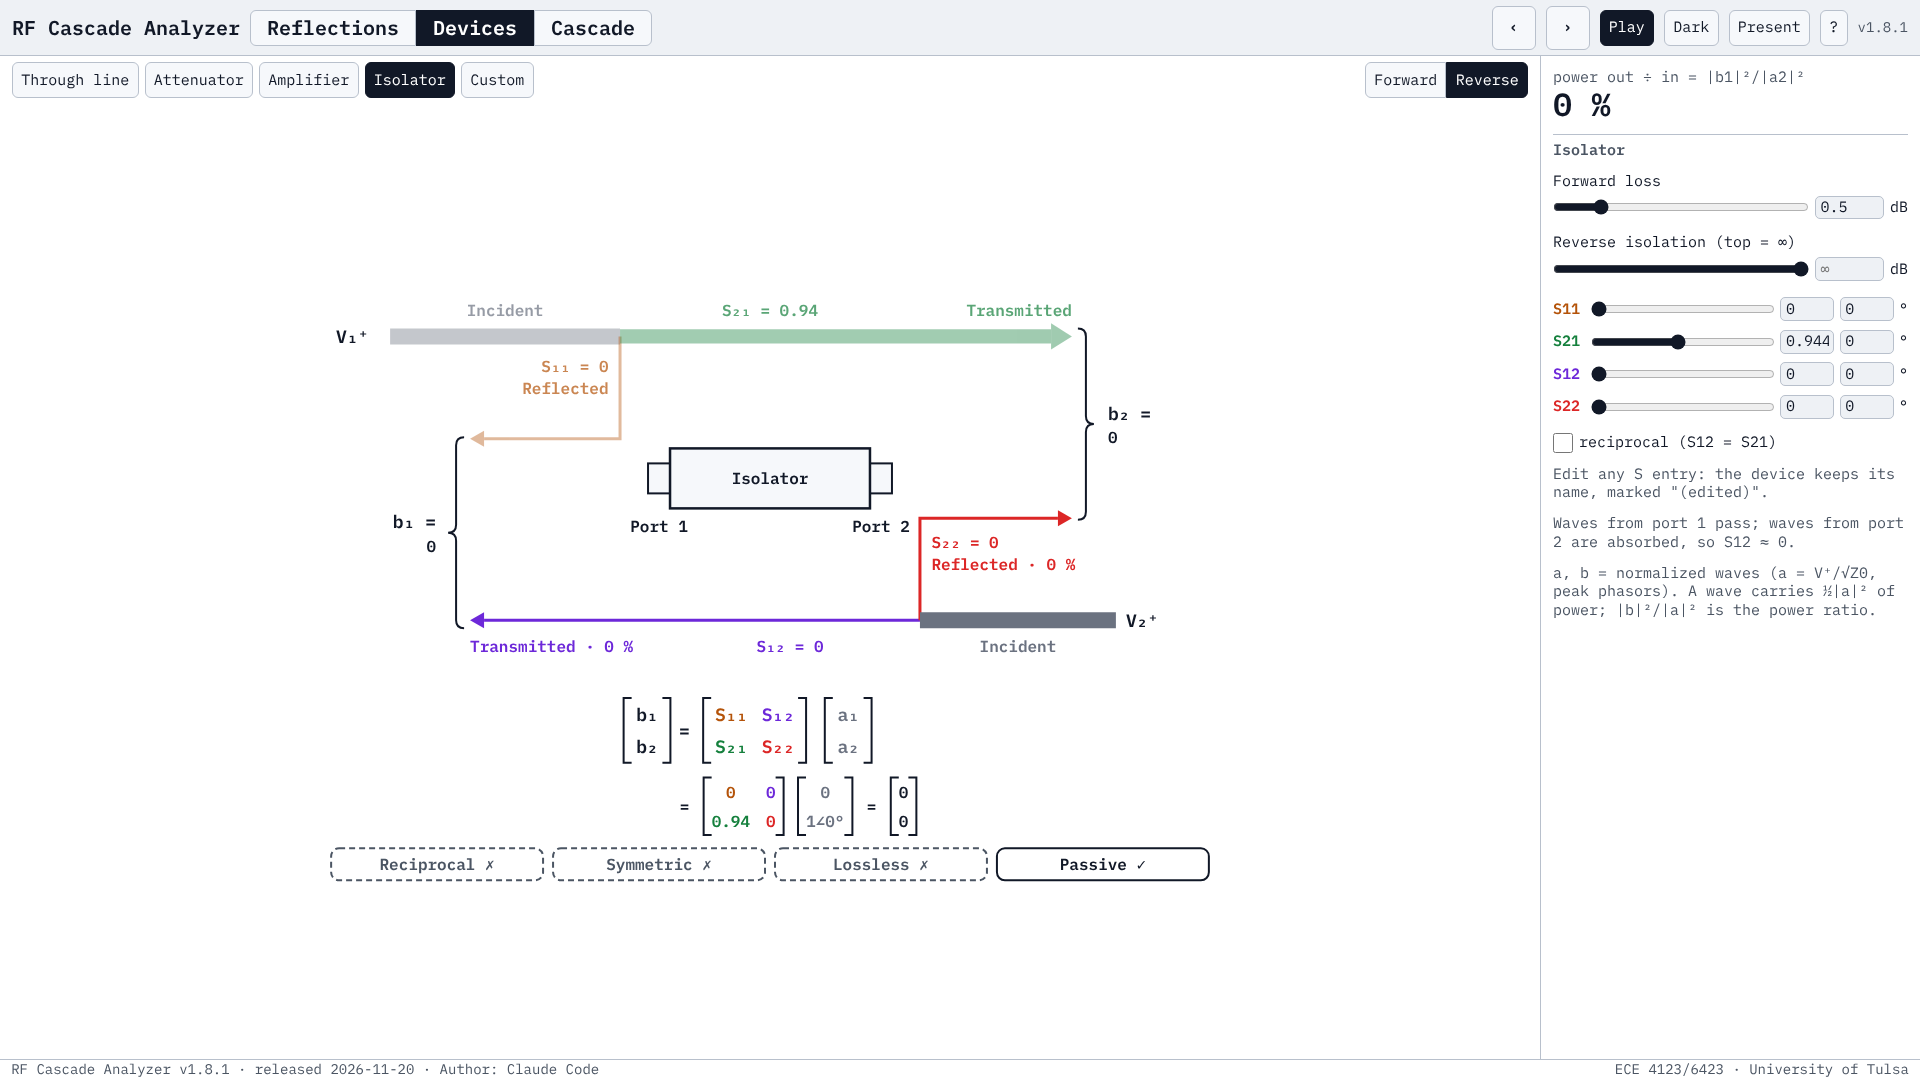 RF Cascade Analyzer Reflections Devices Cascade ‹ › Play Dark Present ? v1.8.1
Through line Attenuator Amplifier Isolator Custom Forward Reverse
power out ÷ in = |b1|²/|a2|²
0 %
Isolator
Forward loss
0.5 dB
Reverse isolation (top = ∞)
∞ dB
S11 0 0 °
S21 0.944 0 °
S12 0 0 °
S22 0 0 °
reciprocal (S12 = S21)
Edit any S entry: the device keeps its
name, marked "(edited)".
Waves from port 1 pass; waves from port
2 are absorbed, so S12 ≈ 0.
a, b = normalized waves (a = V⁺/√Z0,
peak phasors). A wave carries ½|a|² of
power; |b|²/|a|² is the power ratio.
Incident S₂₁ = 0.94 Transmitted
V₁⁺
S₁₁ = 0
Reflected
b₂ =
0
Isolator
Port 1 Port 2
b₁ =
0
S₂₂ = 0
Reflected · 0 %
V₂⁺
Transmitted · 0 % S₁₂ = 0 Incident
b₁ S₁₁ S₁₂ a₁
=
b₂ S₂₁ S₂₂ a₂
0 0 0 0
= =
0.94 0 1∠0° 0
Reciprocal ✗ Symmetric ✗ Lossless ✗ Passive ✓
RF Cascade Analyzer v1.8.1 · released 2026-11-20 · Author: Claude Code ECE 4123/6423 · University of Tulsa